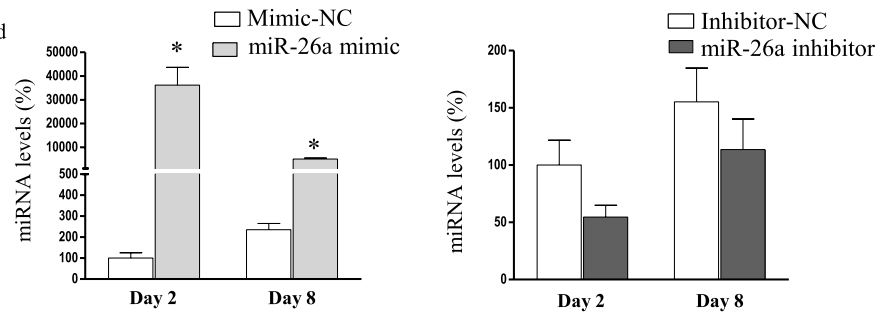 d
Mimic-NC
miR-26a mimic
miRNA levels (%)
50000
40000
30000
20000
10000
500
400
300
200
100
0
*
*
Day 2
Day 8
Inhibitor-NC
miR-26a inhibitor
miRNA levels (%)
200
150
100
50
0
Day 2
Day 8